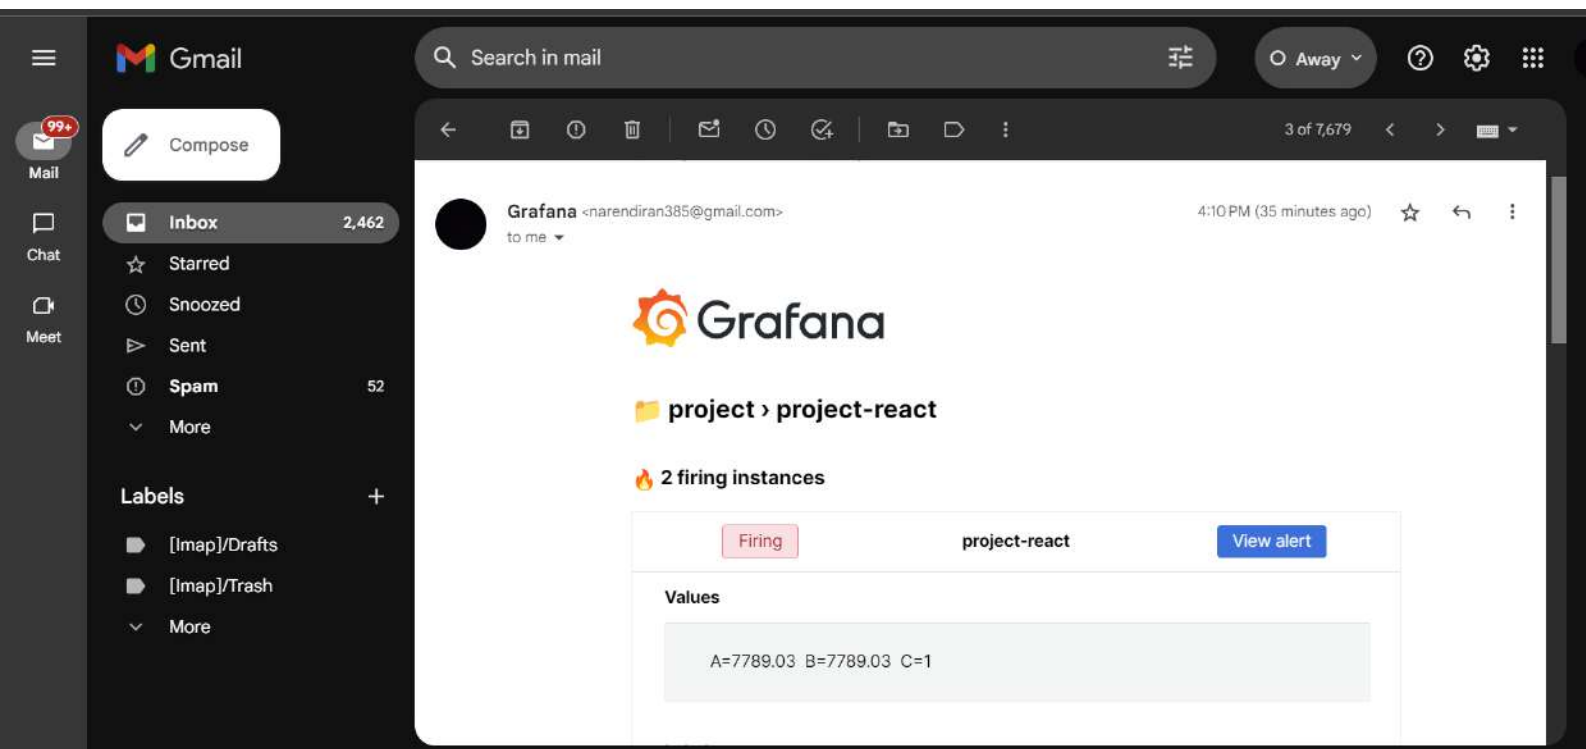 Gmail
Search in mail
Away
99+
Mail
Chat
Meet
Compose
Inbox 2,462
Starred
Snoozed
Sent
Spam 52
More
Labels +
[Imap]/Drafts
[Imap]/Trash
More
3 of 7,679
Grafana <narendiran385@gmail.com>
4:10 PM (35 minutes ago)
to me
Grafana
project › project-react
2 firing instances
Firing project-react View alert
Values
A=7789.03 B=7789.03 C=1